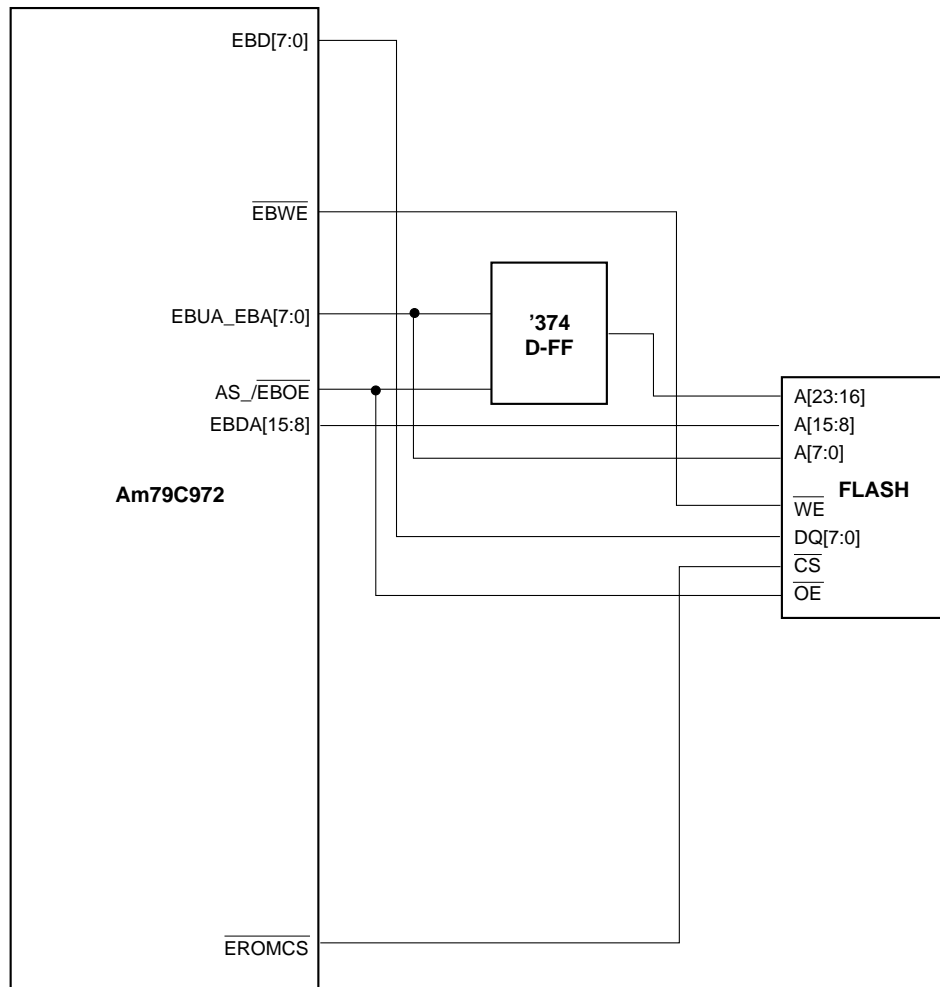 EBD[7:0]
EBWE
EBUA_EBA[7:0]
'374
D-FF
AS_/EBOE
A[23:16]
EBDA[15:8]
A[15:8]
A[7:0]
Am79C972
FLASH
WE
DQ[7:0]
CS
OE
EROMCS